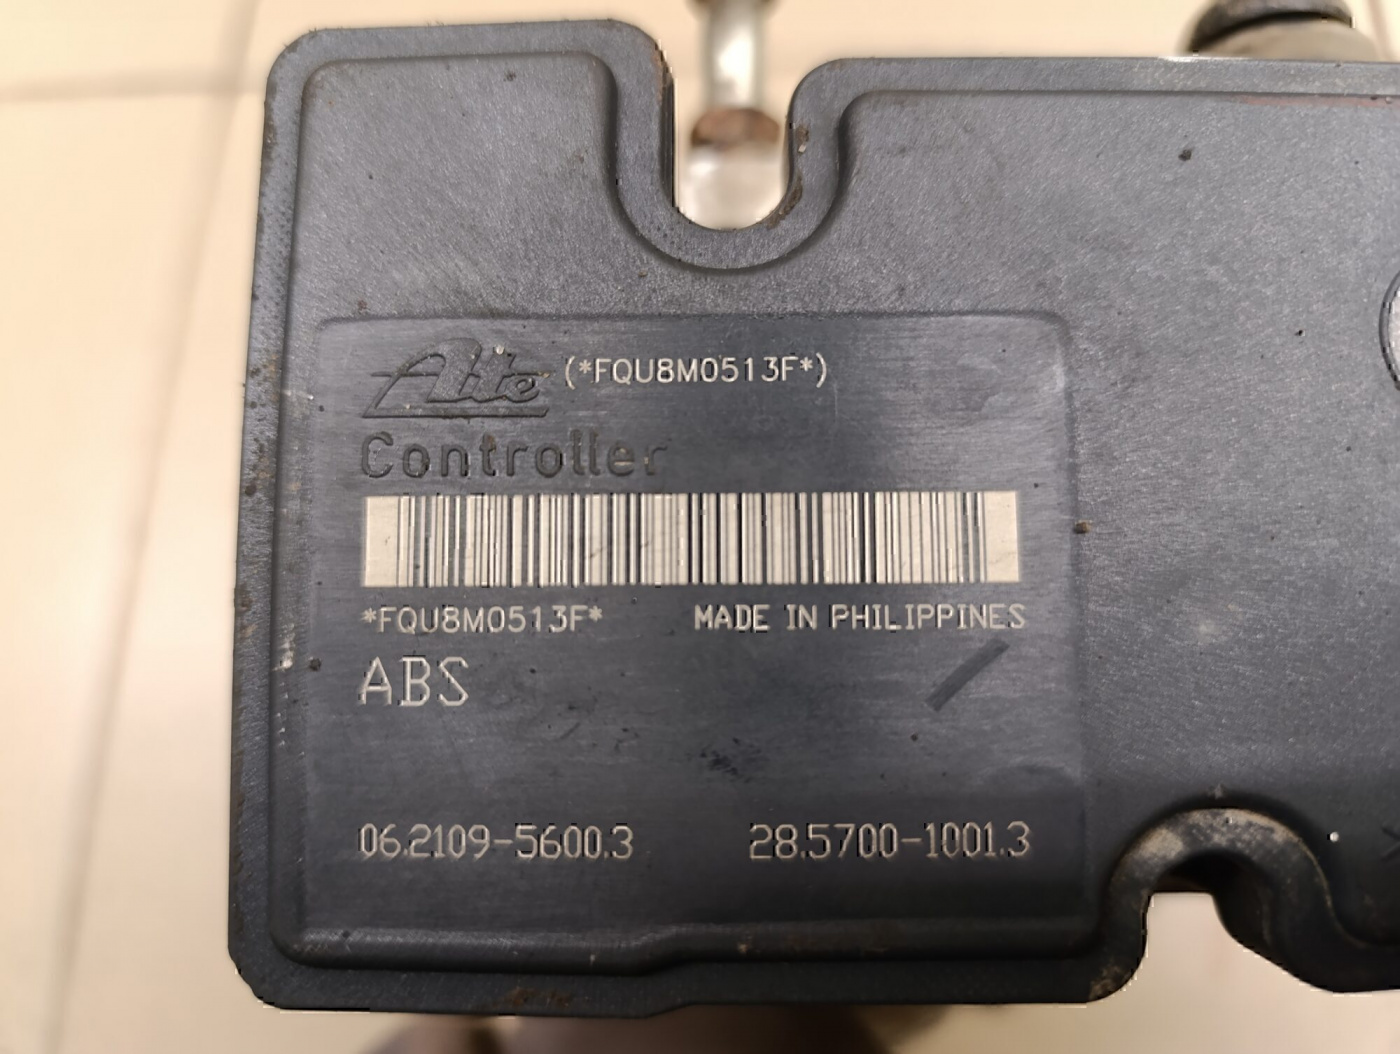 Ate (*FQU8M0513F*)
Controller
*FQU8M0513F* MADE IN PHILIPPINES
ABS
06.2109-5600.3 28.5700-1001.3